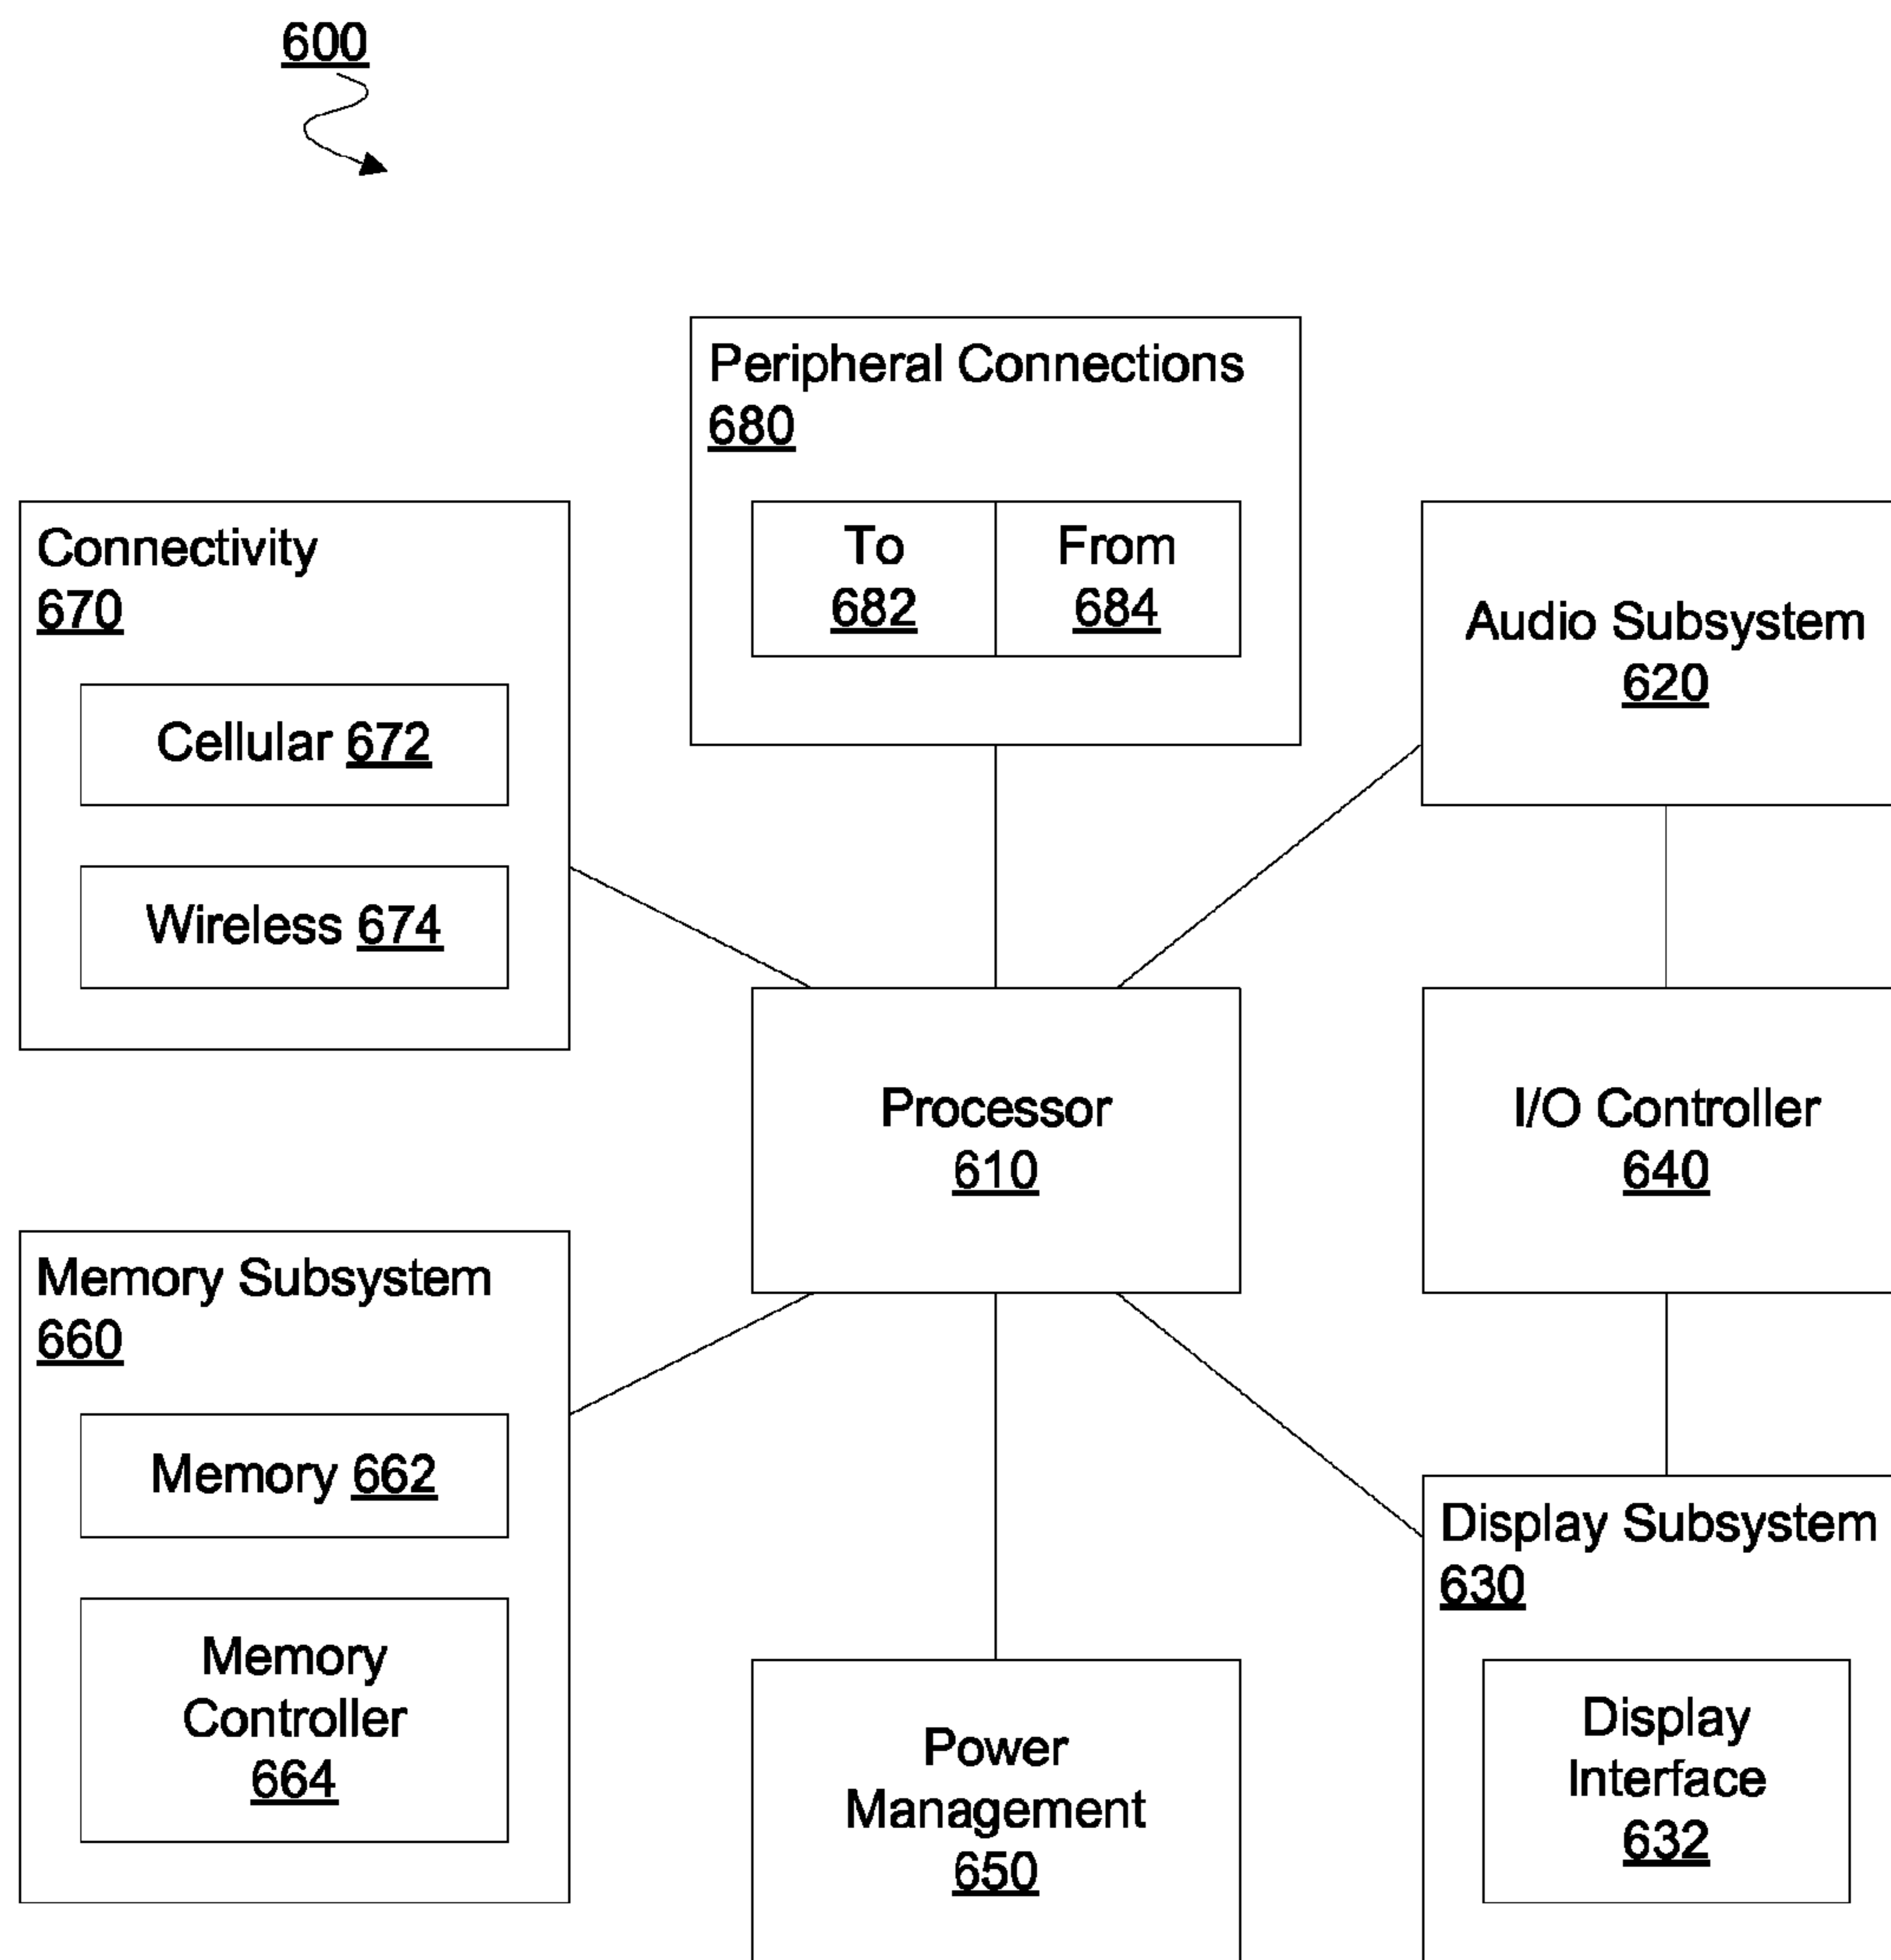 600
Peripheral Connections
680
To
682
From
684
Connectivity
670
Cellular 672
Wireless 674
Audio Subsystem
620
Processor
610
I/O Controller
640
Memory Subsystem
660
Memory 662
Memory
Controller
664
Power
Management
650
Display Subsystem
630
Display
Interface
632